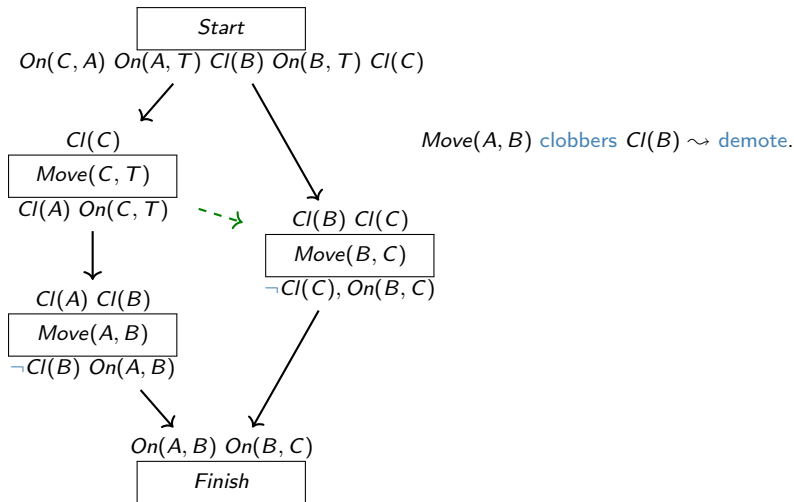 Start
On(C, A) On(A, T) Cl(B) On(B, T) Cl(C)
Cl(C)
Move(C, T)
Cl(A) On(C, T)
Move(A, B) clobbers Cl(B) ⇝ demote.
Cl(B) Cl(C)
Move(B, C)
¬Cl(C), On(B, C)
Cl(A) Cl(B)
Move(A, B)
¬Cl(B) On(A, B)
On(A, B) On(B, C)
Finish